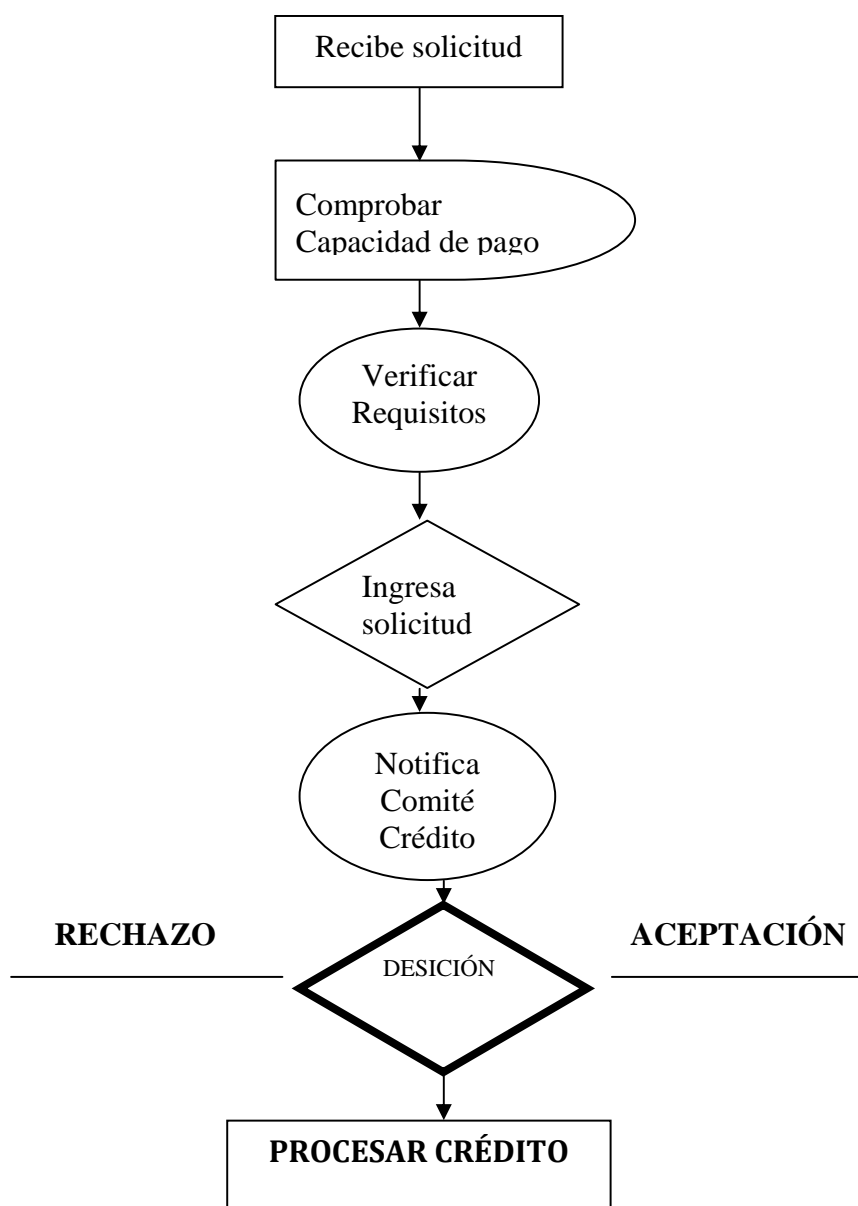 Recibe solicitud
Comprobar
Capacidad de pago
Verificar
Requisitos
Ingresa
solicitud
Notifica
Comité
Crédito
RECHAZO
ACEPTACIÓN
DESICIÓN
PROCESAR CRÉDITO